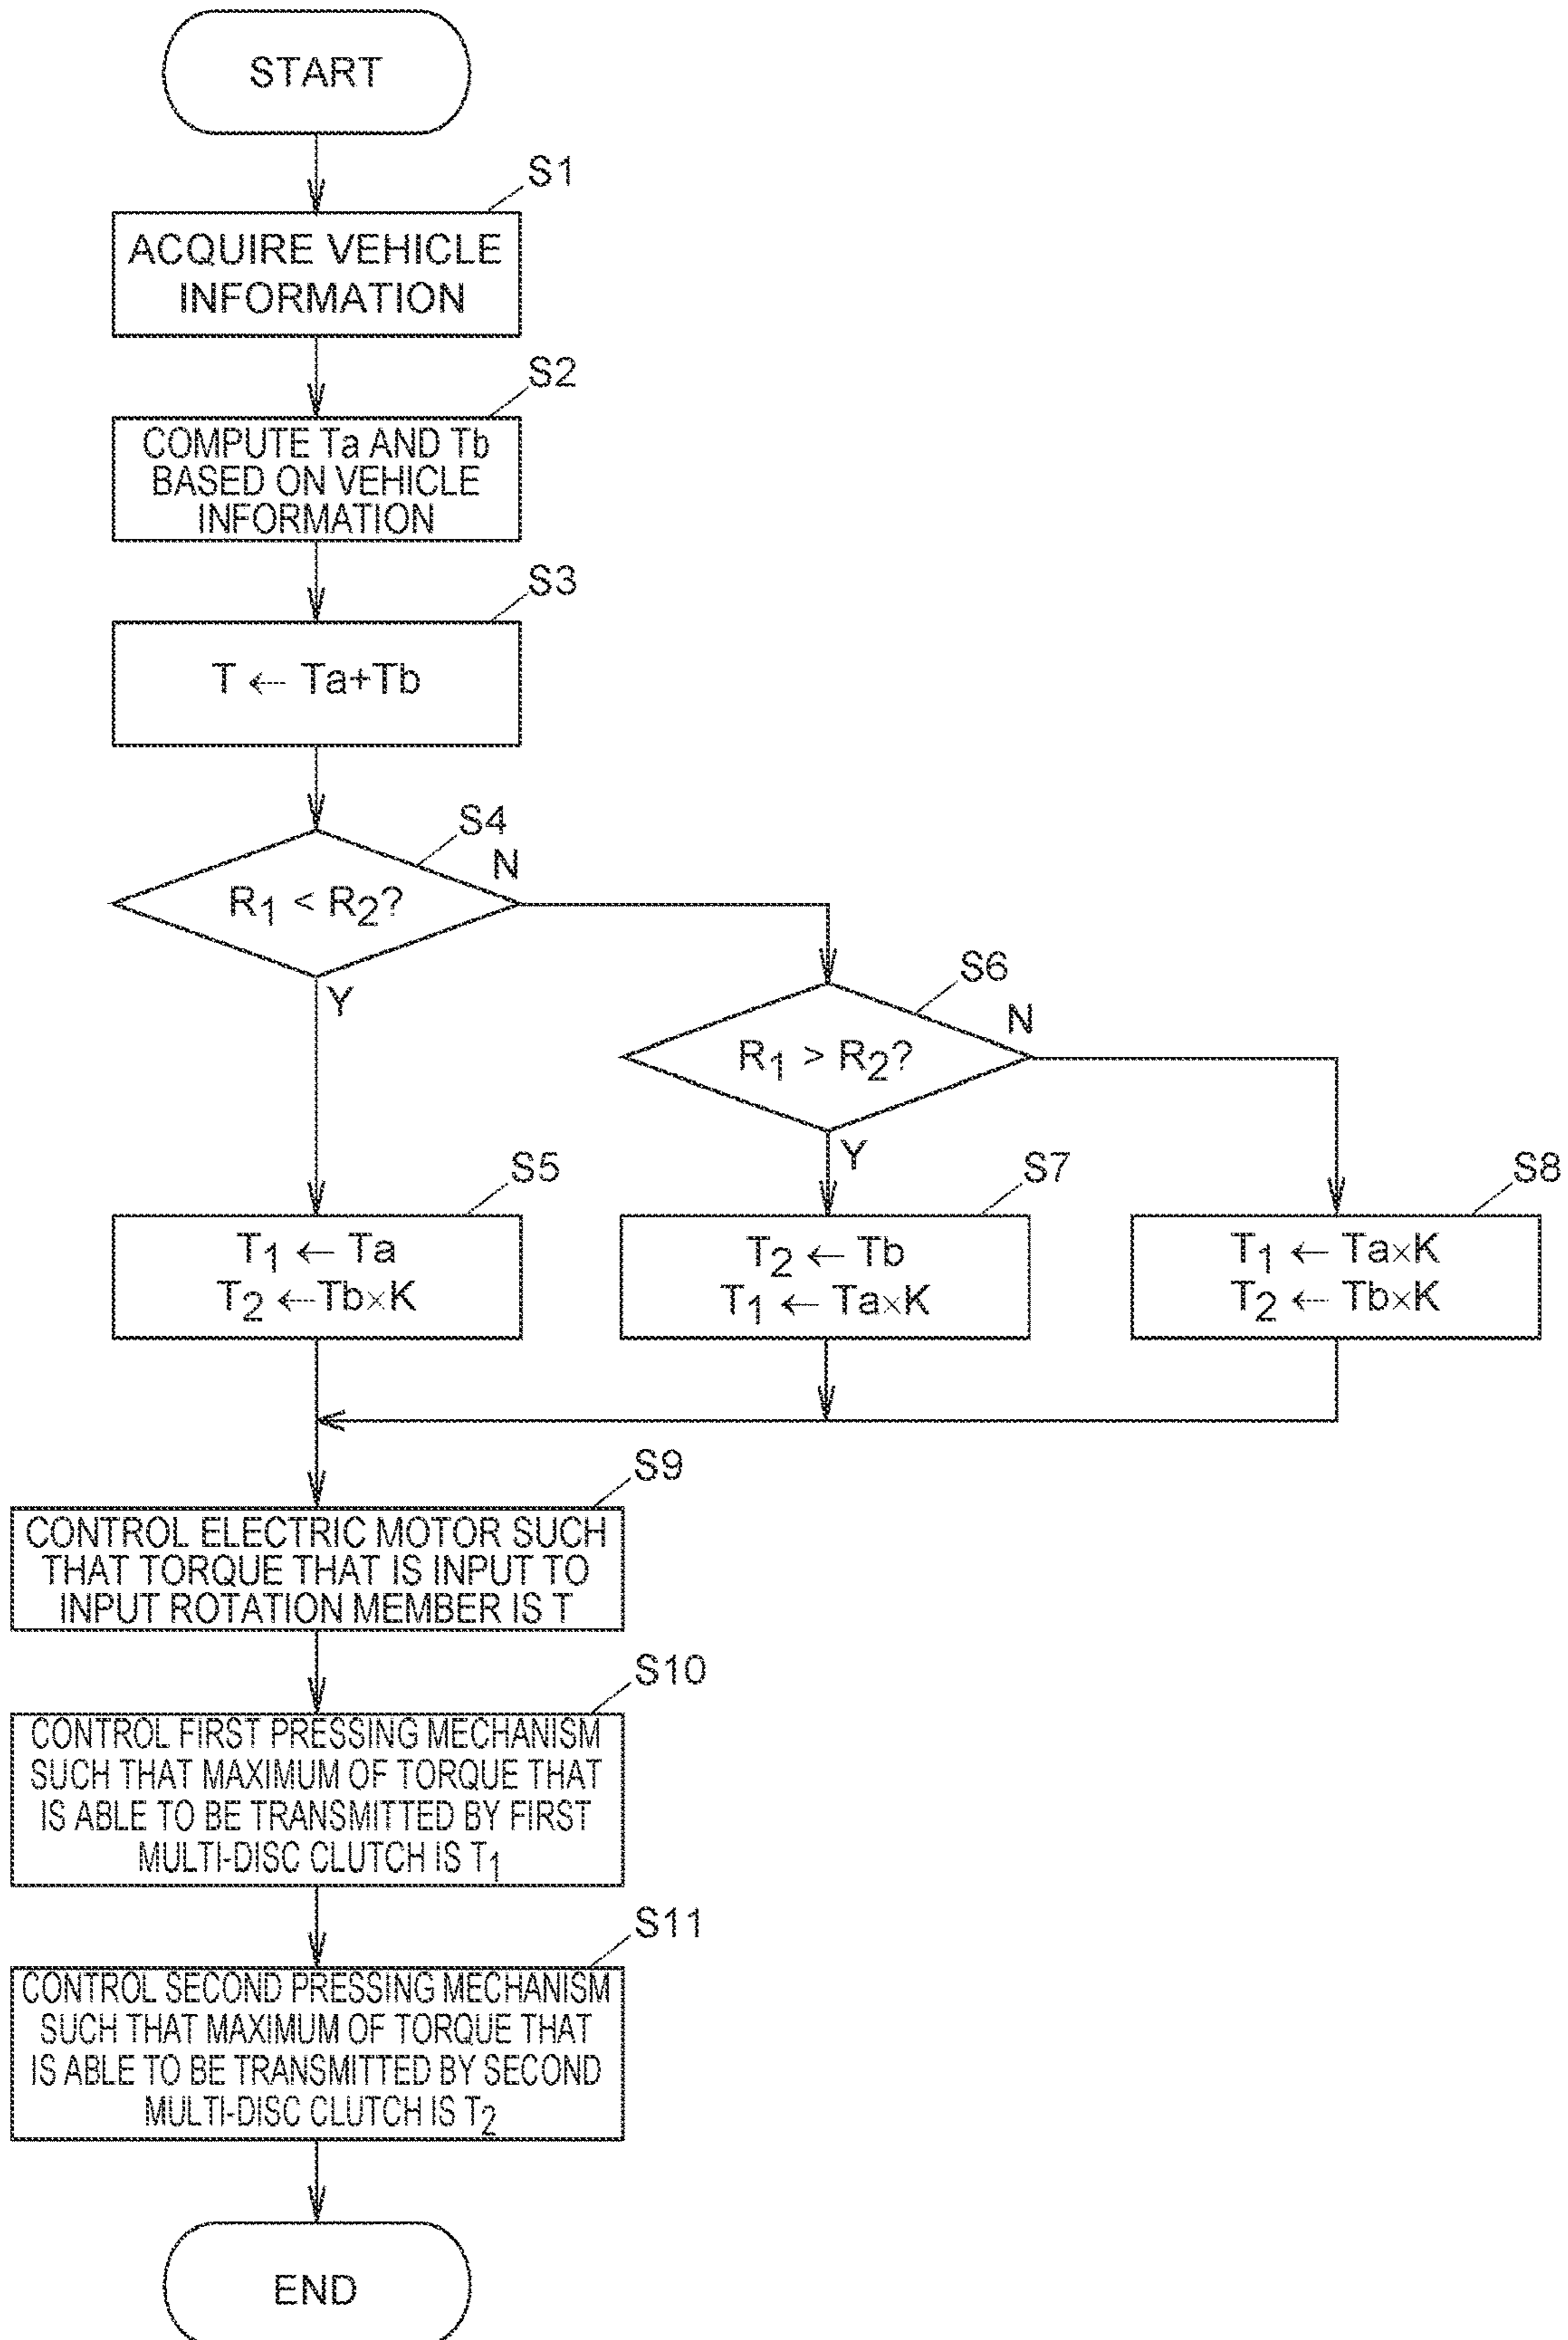 START
S1
ACQUIRE VEHICLE
INFORMATION
S2
COMPUTE Ta AND Tb
BASED ON VEHICLE
INFORMATION
S3
T ← Ta+Tb
S4
N
R₁ < R₂?
Y
S6
N
R₁ > R₂?
Y
S5
T₁ ← Ta
T₂ ← Tb×K
S7
T₂ ← Tb
T₁ ← Ta×K
S8
T₁ ← Ta×K
T₂ ← Tb×K
S9
CONTROL ELECTRIC MOTOR SUCH
THAT TORQUE THAT IS INPUT TO
INPUT ROTATION MEMBER IS T
S10
CONTROL FIRST PRESSING MECHANISM
SUCH THAT MAXIMUM OF TORQUE THAT
IS ABLE TO BE TRANSMITTED BY FIRST
MULTI-DISC CLUTCH IS T₁
S11
CONTROL SECOND PRESSING MECHANISM
SUCH THAT MAXIMUM OF TORQUE THAT
IS ABLE TO BE TRANSMITTED BY SECOND
MULTI-DISC CLUTCH IS T₂
END